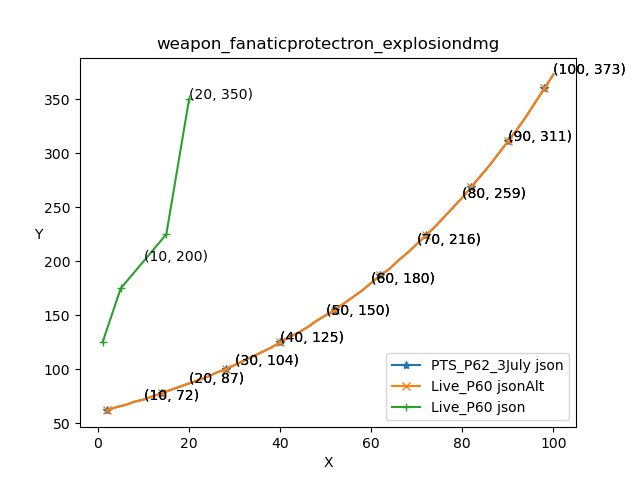 weapon_fanaticprotectron_explosiondmg
(100, 373)
350
(20, 350)
(90, 311)
300
(80, 259)
250
Y
(70, 216)
(10, 200)
200
(60, 180)
150
(50, 150)
(40, 125)
(30, 104)
100
(20, 87)
(10, 72)
50
PTS_P62_3July json
Live_P60 jsonAlt
Live_P60 json
0 20 40 60 80 100
X